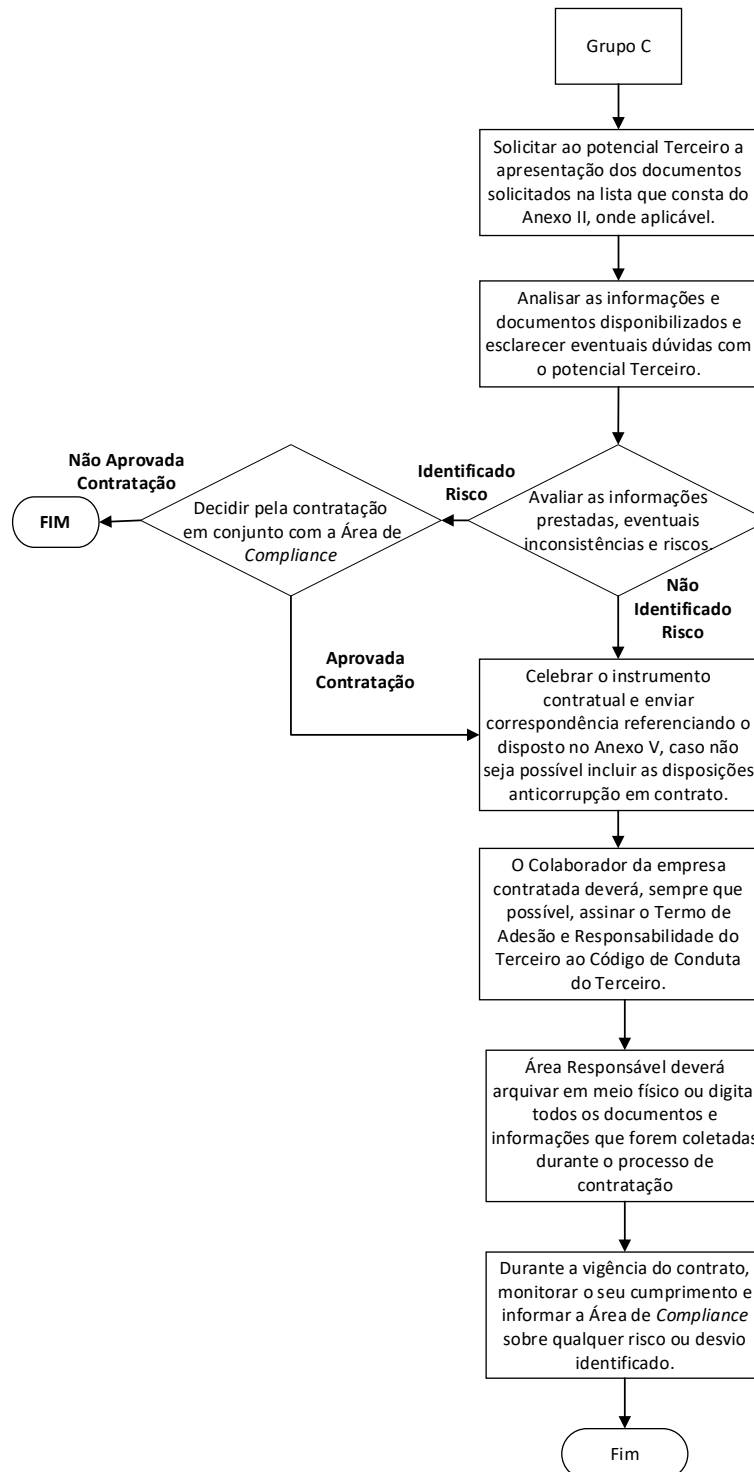 Grupo C
Solicitar ao potencial Terceiro a
apresentação dos documentos
solicitados na lista que consta do
Anexo II, onde aplicável.
Analisar as informações e
documentos disponibilizados e
esclarecer eventuais dúvidas com
o potencial Terceiro.
Não Aprovada
Contratação
FIM
Decidir pela contratação
em conjunto com a Área de
Compliance
Identificado
Risco
Avaliar as informações
prestadas, eventuais
inconsistências e riscos.
Não
Identificado
Risco
Aprovada
Contratação
Celebrar o instrumento
contratual e enviar
correspondência referenciando o
disposto no Anexo V, caso não
seja possível incluir as disposições
anticorrupção em contrato.
O Colaborador da empresa
contratada deverá, sempre que
possível, assinar o Termo de
Adesão e Responsabilidade do
Terceiro ao Código de Conduta
do Terceiro.
Área Responsável deverá
arquivar em meio físico ou digita
todos os documentos e
informações que forem coletadas
durante o processo de
contratação
Durante a vigência do contrato,
monitorar o seu cumprimento e
informar a Área de Compliance
sobre qualquer risco ou desvio
identificado.
Fim